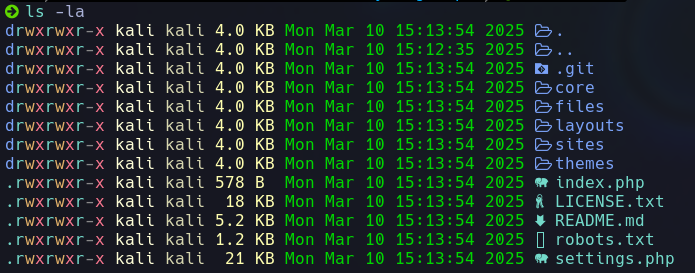 ls -la
drwxrwxr-x kali kali 4.0 KB Mon Mar 10 15:13:54 2025 .
drwxrwxr-x kali kali 4.0 KB Mon Mar 10 15:12:35 2025 ..
drwxrwxr-x kali kali 4.0 KB Mon Mar 10 15:13:54 2025 .git
drwxrwxr-x kali kali 4.0 KB Mon Mar 10 15:13:54 2025 core
drwxrwxr-x kali kali 4.0 KB Mon Mar 10 15:13:54 2025 files
drwxrwxr-x kali kali 4.0 KB Mon Mar 10 15:13:54 2025 layouts
drwxrwxr-x kali kali 4.0 KB Mon Mar 10 15:13:54 2025 sites
drwxrwxr-x kali kali 4.0 KB Mon Mar 10 15:13:54 2025 themes
.rwxrwxr-x kali kali 578 B Mon Mar 10 15:13:54 2025 index.php
.rwxrwxr-x kali kali 18 KB Mon Mar 10 15:13:54 2025 LICENSE.txt
.rwxrwxr-x kali kali 5.2 KB Mon Mar 10 15:13:54 2025 README.md
.rwxrwxr-x kali kali 1.2 KB Mon Mar 10 15:13:54 2025 robots.txt
.rwxrwxr-x kali kali 21 KB Mon Mar 10 15:13:54 2025 settings.php